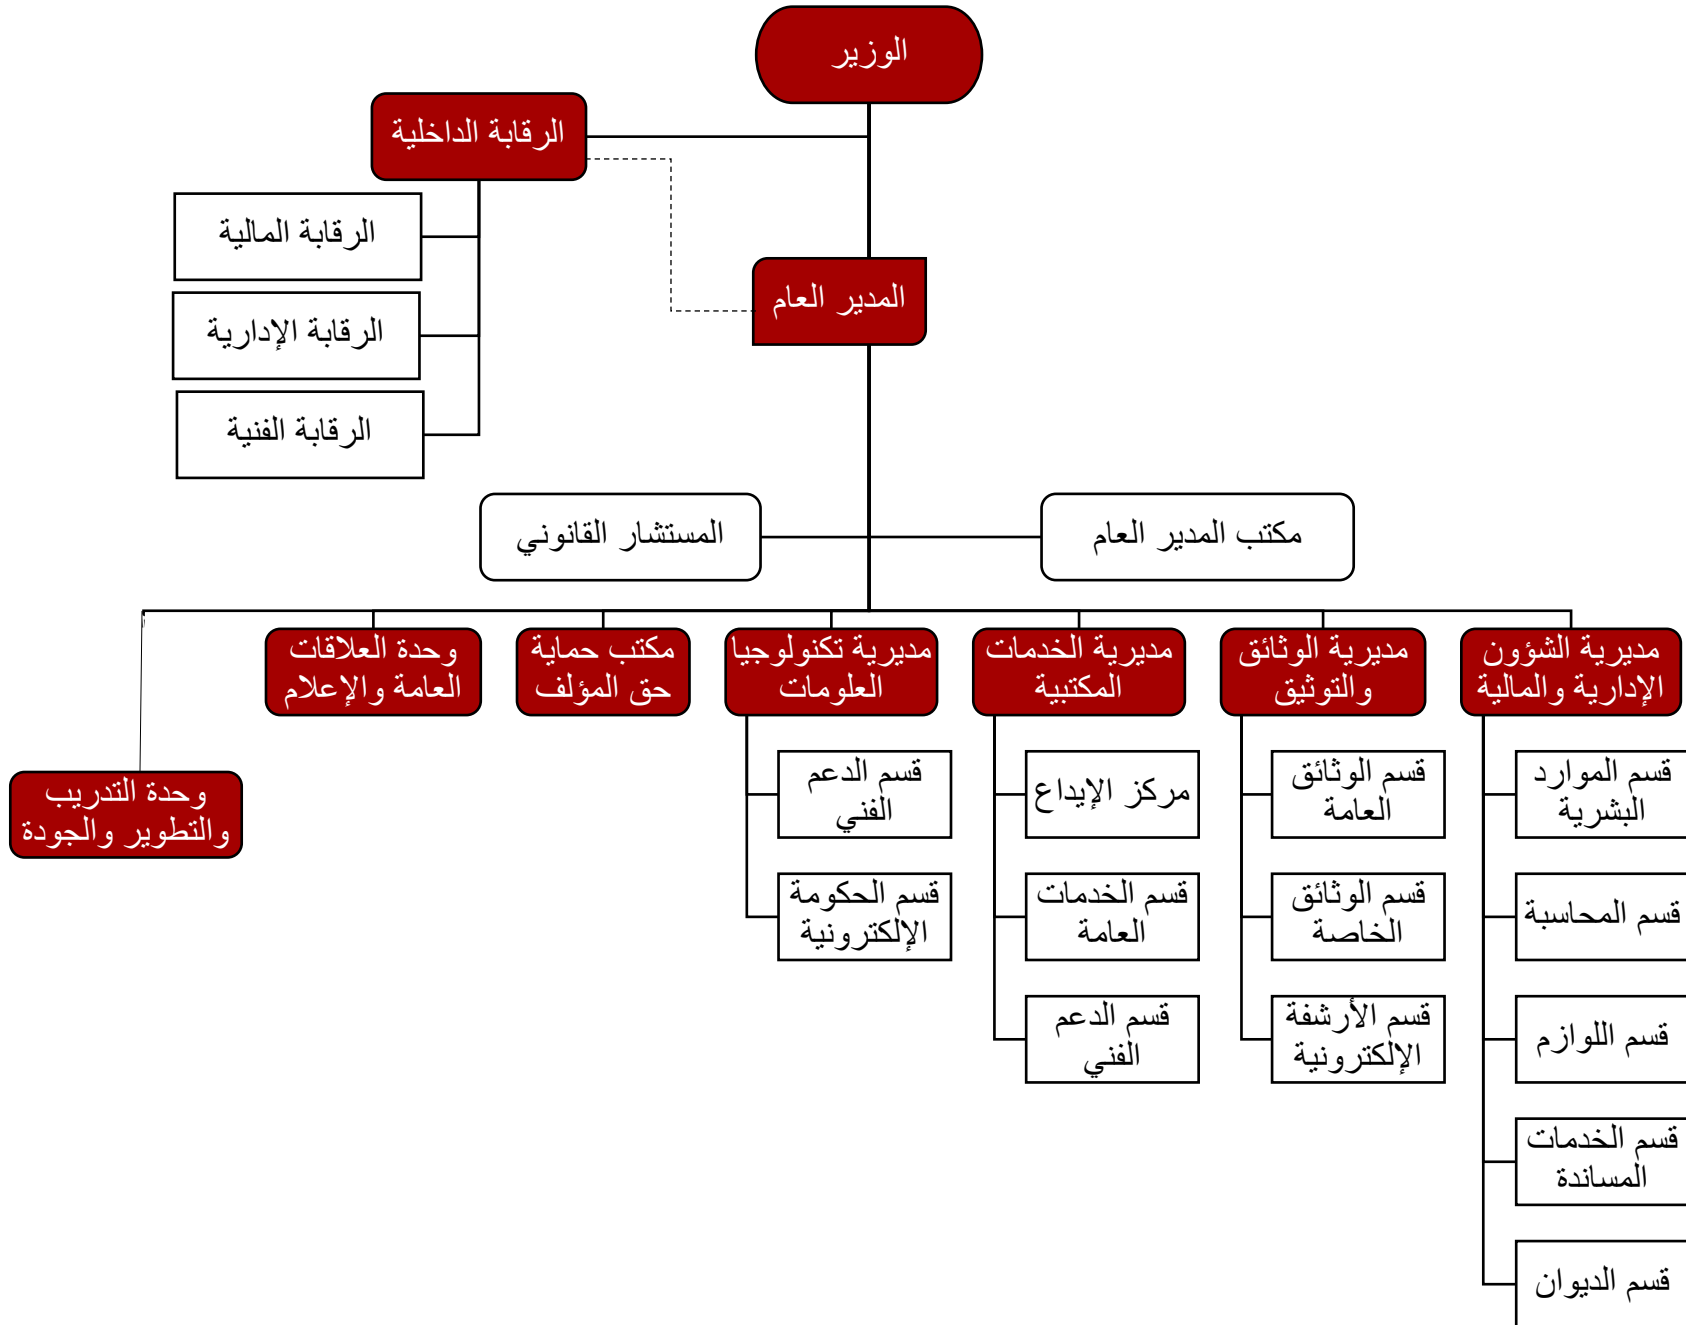 الوزير
الرقابة الداخلية
الرقابة المالية
الرقابة الإدارية
الرقابة الفنية
المدير العام
مكتب المدير العام
المستشار القانوني
مديرية الشؤون
الإدارية والمالية
مديرية الوثائق
والتوثيق
مديرية الخدمات
المكتبية
مديرية تكنولوجيا
العلومات
مكتب حماية
حق المؤلف
وحدة العلاقات
العامة والإعلام
وحدة التدريب
والتطوير والجودة
قسم الموارد
البشرية
قسم المحاسبة
قسم اللوازم
قسم الخدمات
المساندة
قسم الديوان
قسم الوثائق
العامة
قسم الوثائق
الخاصة
قسم الأرشفة
الإلكترونية
مركز الإيداع
قسم الخدمات
العامة
قسم الدعم
الفني
قسم الدعم
الفني
قسم الحكومة
الإلكترونية